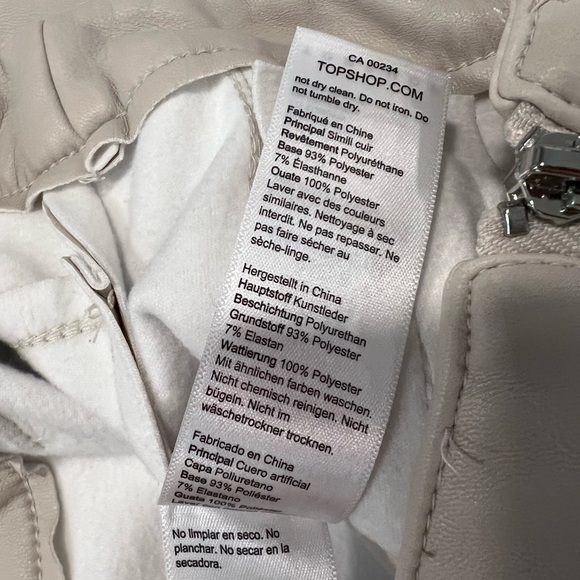 CA 00234
TOPSHOP.COM
not dry clean. Do not iron. Do
not tumble dry.
Fabriqué en Chine
Principal Simili cuir
Revêtement Polyuréthane
Base 93% Polyester
7% Élasthanne
Ouate 100% Polyester
Laver avec des couleurs
similaires. Nettoyage à sec
interdit. Ne pas repasser. Ne
pas faire sécher au
sèche-linge.
Hergestellt in China
Hauptstoff Kunstleder
Beschichtung Polyurethan
Grundstoff 93% Polyester
7% Elastan
Wattierung 100% Polyester
Mit ähnlichen farben waschen.
Nicht chemisch reinigen. Nicht
bügeln. Nicht im
wäschetrockner trocknen.
Fabricado en China
Principal Cuero artificial
Capa Poliuretano
Base 93% Poliéster
7% Elastano
Guata 100% Poliéster
No limpiar en seco. No
planchar. No secar en la
secadora.